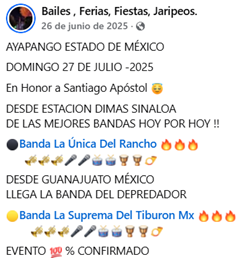 Bailes , Ferias, Fiestas, Jaripeos.
26 de junio de 2025 ·
AYAPANGO ESTADO DE MÉXICO
DOMINGO 27 DE JULIO -2025
En Honor a Santiago Apóstol 😇
DESDE ESTACION DIMAS SINALOA
DE LAS MEJORES BANDAS HOY POR HOY !!
🌑Banda La Única Del Rancho 🔥🔥🔥
🎺🎺🎺🎤🎤🥁🥁🪘🪘🪇
DESDE GUANAJUATO MÉXICO
LLEGA LA BANDA DEL DEPREDADOR
🟡Banda La Suprema Del Tiburon Mx 🔥🔥🔥
🎺🎺🎺🎤🎤🥁🥁🪘🪘🪇
EVENTO 💯 % CONFIRMADO